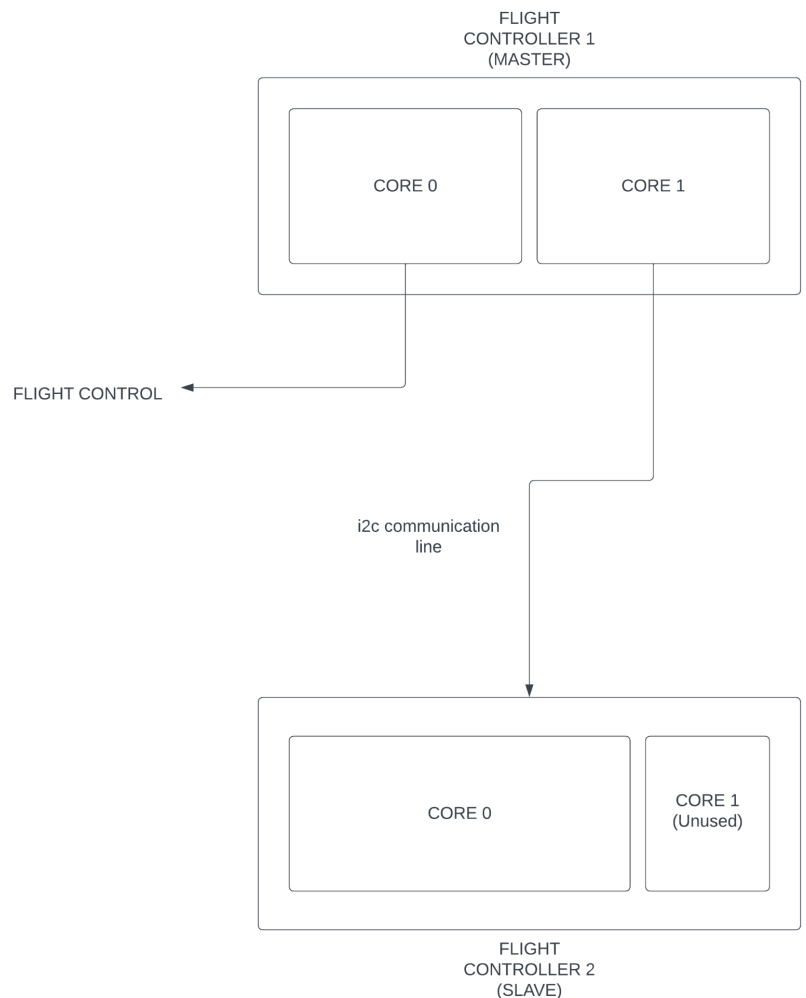 FLIGHT
CONTROLLER 1
(MASTER)
CORE 0
CORE 1
FLIGHT CONTROL
i2c communication
line
CORE 0
CORE 1
(Unused)
FLIGHT
CONTROLLER 2
(SLAVE)